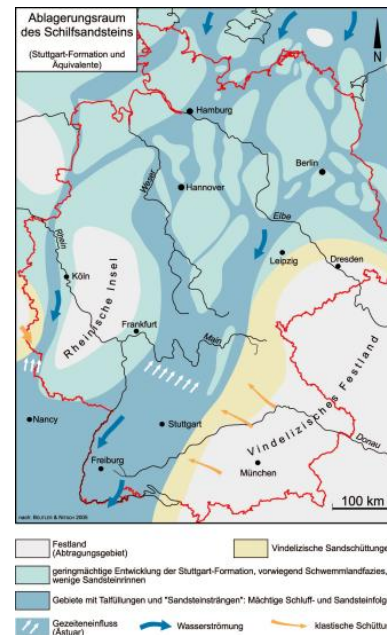 Ablagerungsraum
des Schilfsandsteins
(Stuttgart-Formation und
Äquivalente)
N
Hamburg
Berlin
Weser
Hannover
Elbe
Rhein
Leipzig
Dresden
Köln
Rheinische Insel
Frankfurt
Main
Vindelizisches Festland
Nancy
Stuttgart
Donau
Freiburg
München
100 km
nach: BEUTLER & NITSCH 2005
Festland
(Abtragungsgebiet)
Vindelizische Sandschüttunge
geringmächtige Entwicklung der Stuttgart-Formation, vorwiegend Schwemmlandfazies,
wenige Sandsteinrinnen
Gebiete mit Talfüllungen und "Sandsteinsträngen": Mächtige Schluff- und Sandsteinfolg
Gezeiteneinfluss
(Ästuar)
Wasserströmung
klastische Schüttu